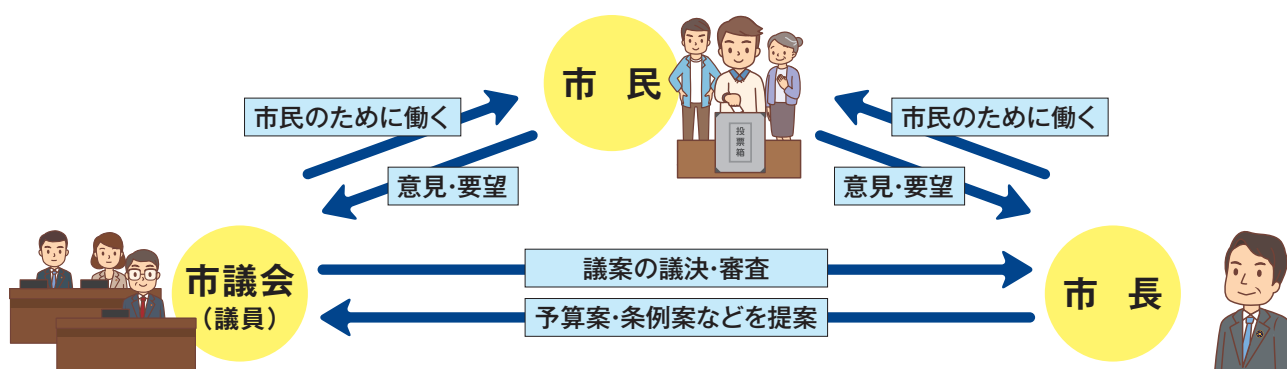 市 民
投票箱
市民のために働く
市民のために働く
意見・要望
意見・要望
市議会
（議員）
議案の議決・審査
市 長
予算案・条例案などを提案